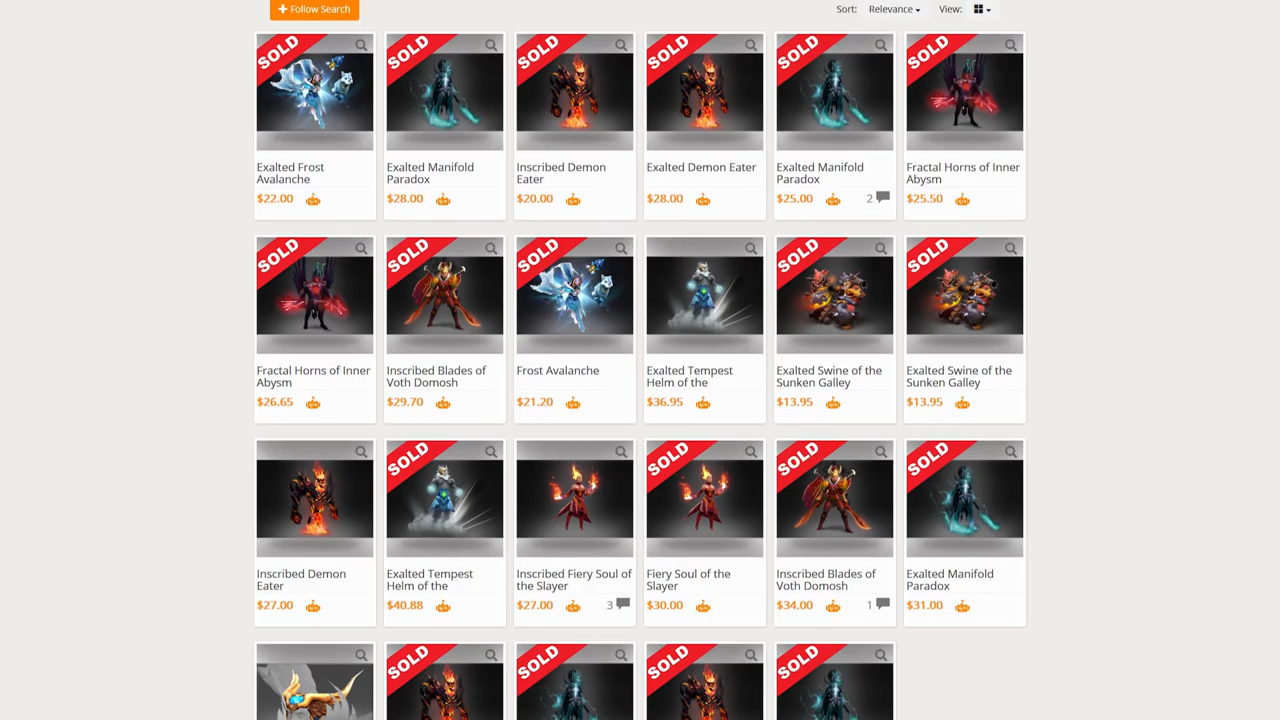 Follow Search
Sort: Relevance View:
SOLD SOLD SOLD SOLD SOLD SOLD
Exalted Frost
Avalanche
$22.00
Exalted Manifold
Paradox
$28.00
Inscribed Demon
Eater
$20.00
Exalted Demon Eater
$28.00
Exalted Manifold
Paradox
$25.00 2
Fractal Horns of Inner
Abysm
$25.50
SOLD SOLD SOLD SOLD SOLD
Fractal Horns of Inner
Abysm
$26.65
Inscribed Blades of
Voth Domosh
$29.70
Frost Avalanche
$21.20
Exalted Tempest
Helm of the
$36.95
Exalted Swine of the
Sunken Galley
$13.95
Exalted Swine of the
Sunken Galley
$13.95
SOLD SOLD SOLD SOLD
Inscribed Demon
Eater
$27.00
Exalted Tempest
Helm of the
$40.88
Inscribed Fiery Soul of
the Slayer
$27.00 3
Fiery Soul of the
Slayer
$30.00
Inscribed Blades of
Voth Domosh
$34.00 1
Exalted Manifold
Paradox
$31.00
SOLD SOLD SOLD SOLD